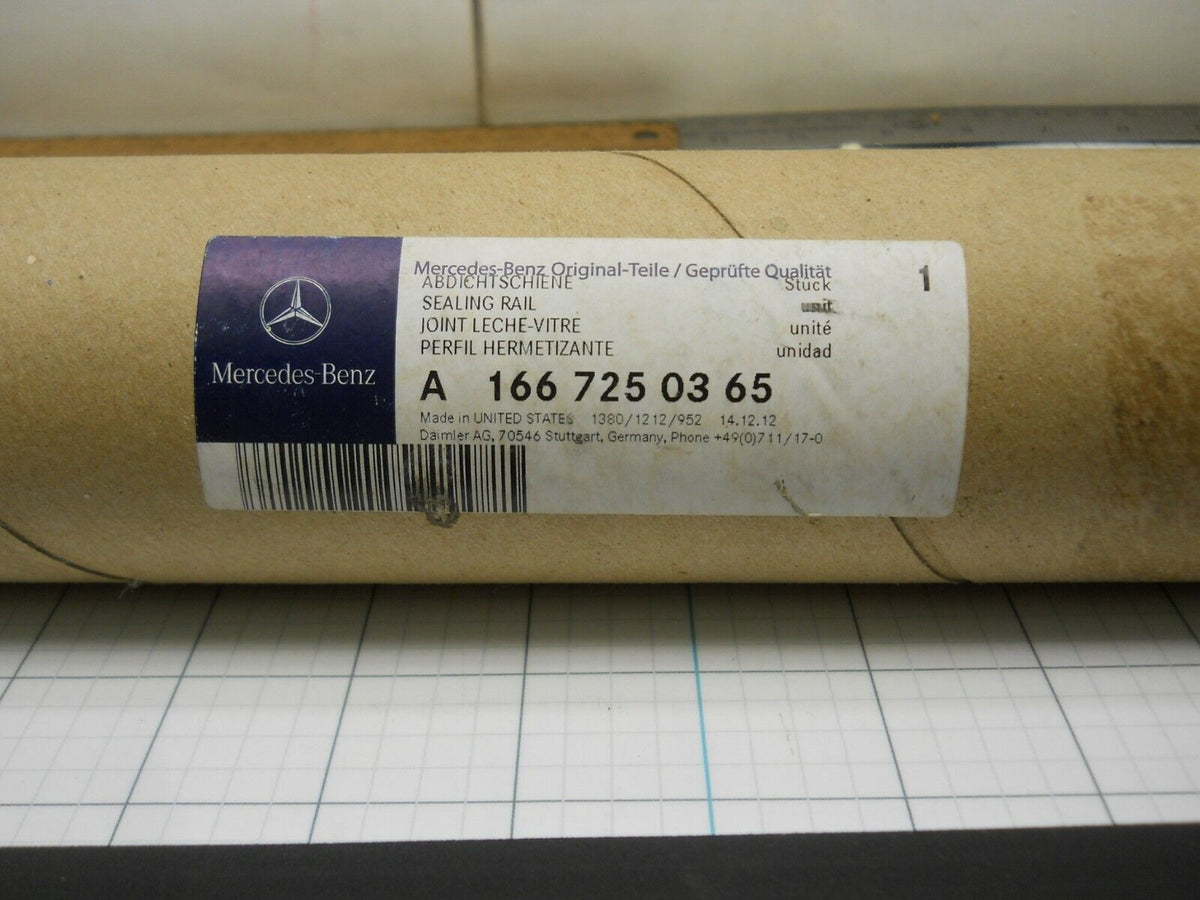 Mercedes-Benz
Mercedes-Benz Original-Teile / Geprüfte Qualität
1
ABDICHTSCHIENE Stück
SEALING RAIL unit
JOINT LECHE-VITRE unité
PERFIL HERMETIZANTE unidad
A 166 725 03 65
Made in UNITED STATES 1380/1212/952 14.12.12
Daimler AG, 70546 Stuttgart, Germany, Phone +49(0)711/17-0